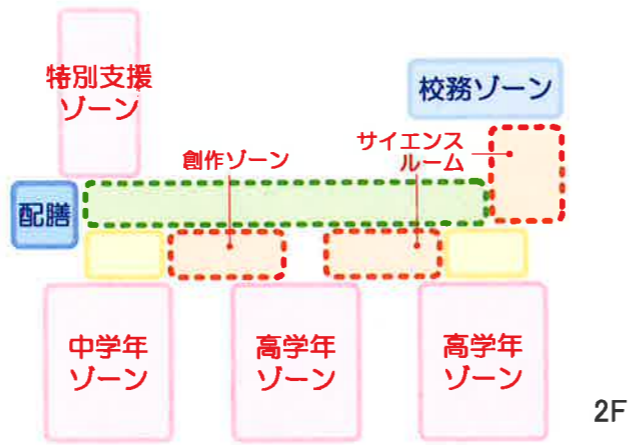 特別支援
ゾーン
校務ゾーン
創作ゾーン
サイエンス
ルーム
配膳
中学年
ゾーン
高学年
ゾーン
高学年
ゾーン
2F